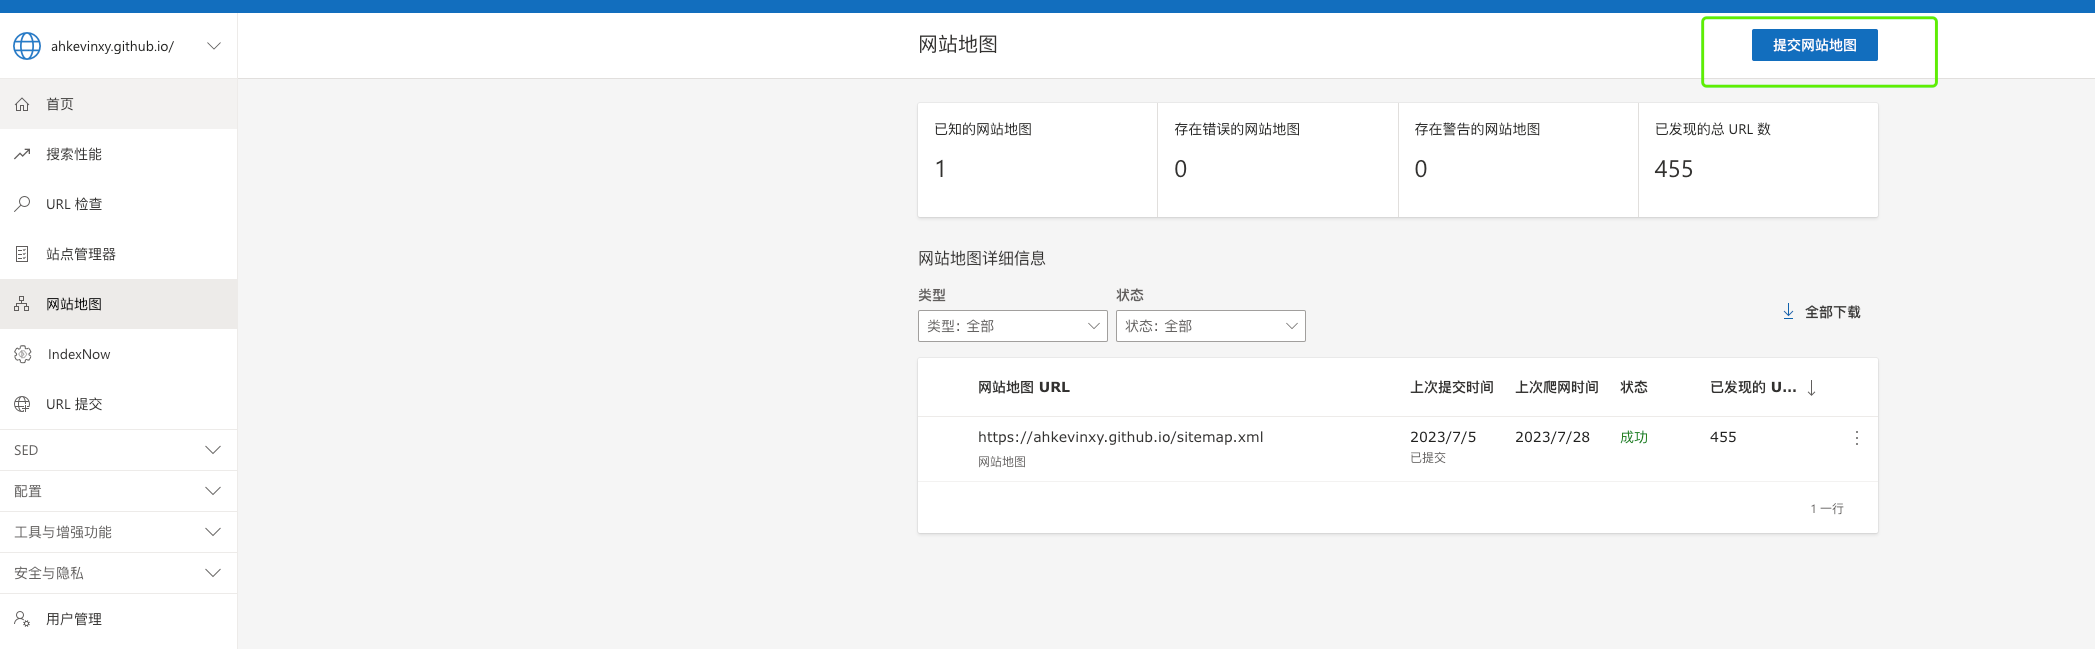 ahkevinxy.github.io/
首页
搜索性能
URL 检查
站点管理器
网站地图
IndexNow
URL 提交
SED
配置
工具与增强功能
安全与隐私
用户管理
网站地图
提交网站地图
已知的网站地图
1
存在错误的网站地图
0
存在警告的网站地图
0
已发现的总 URL 数
455
网站地图详细信息
类型
类型: 全部
状态
状态: 全部
全部下载
网站地图 URL 上次提交时间 上次爬网时间 状态 已发现的 U... ↓
https://ahkevinxy.github.io/sitemap.xml 2023/7/5 2023/7/28 成功 455
网站地图 已提交
1 一行